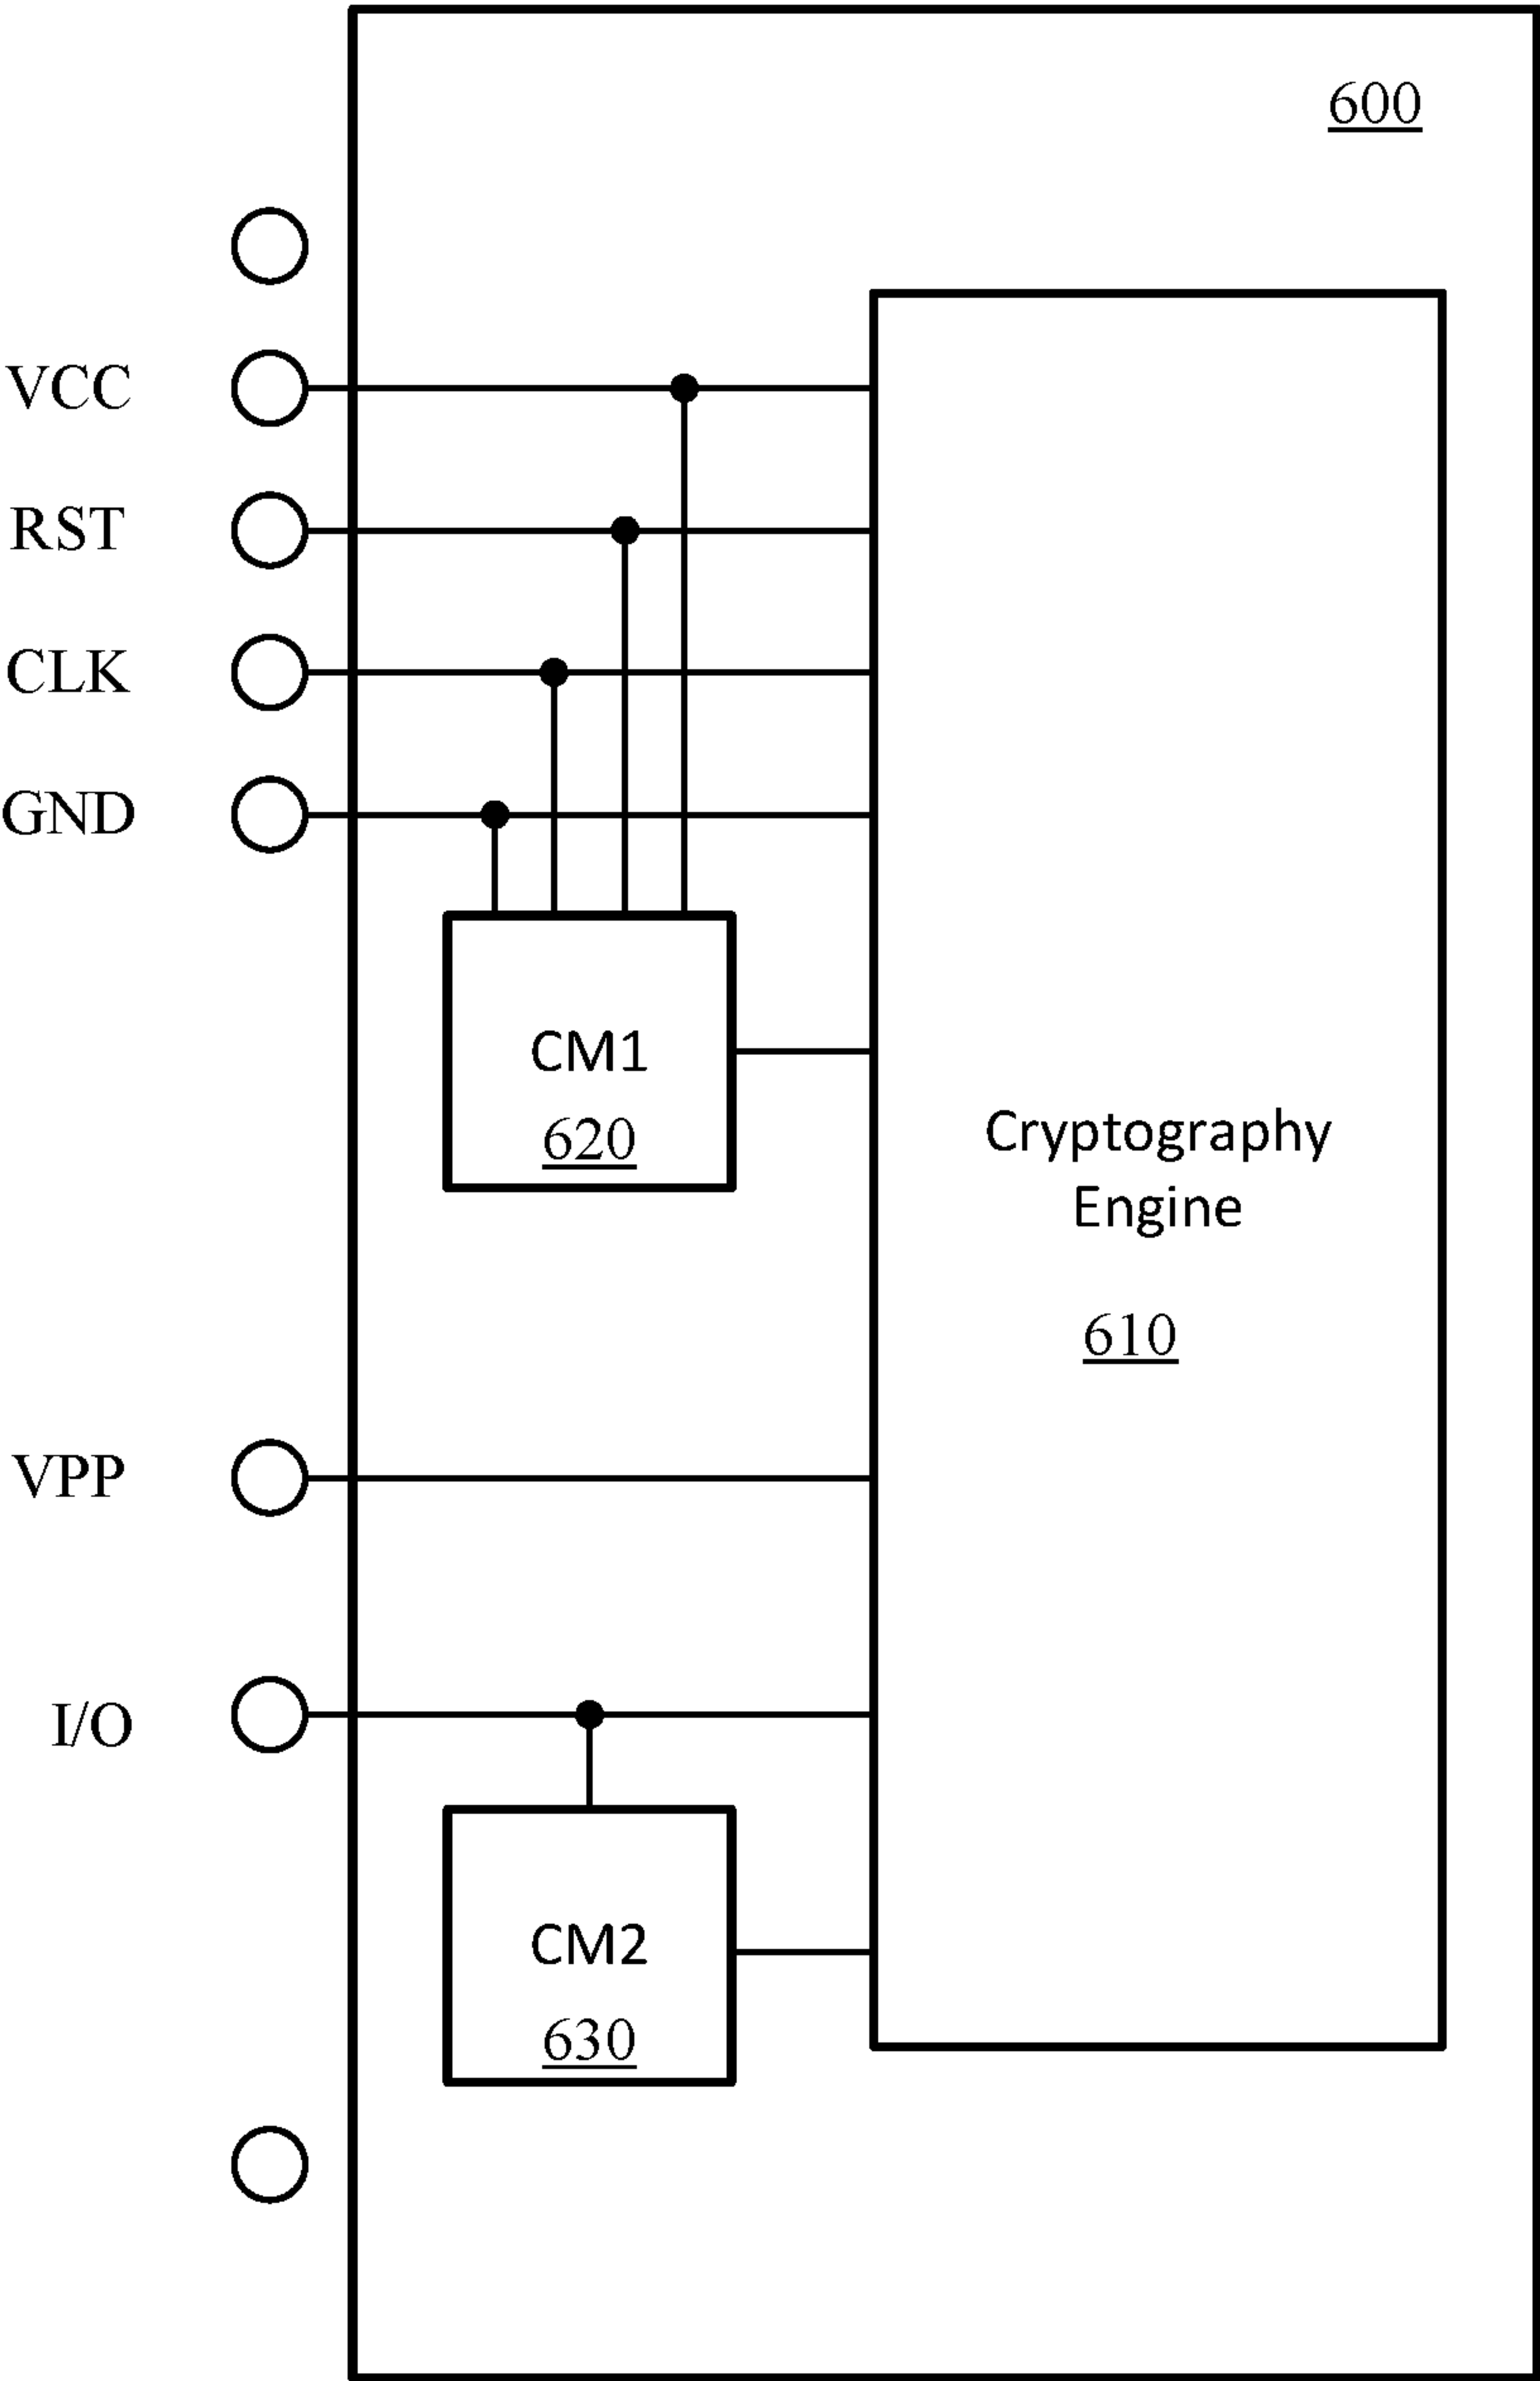 600
VCC
RST
CLK
GND
CM1
620
Cryptography
Engine
610
VPP
I/O
CM2
630